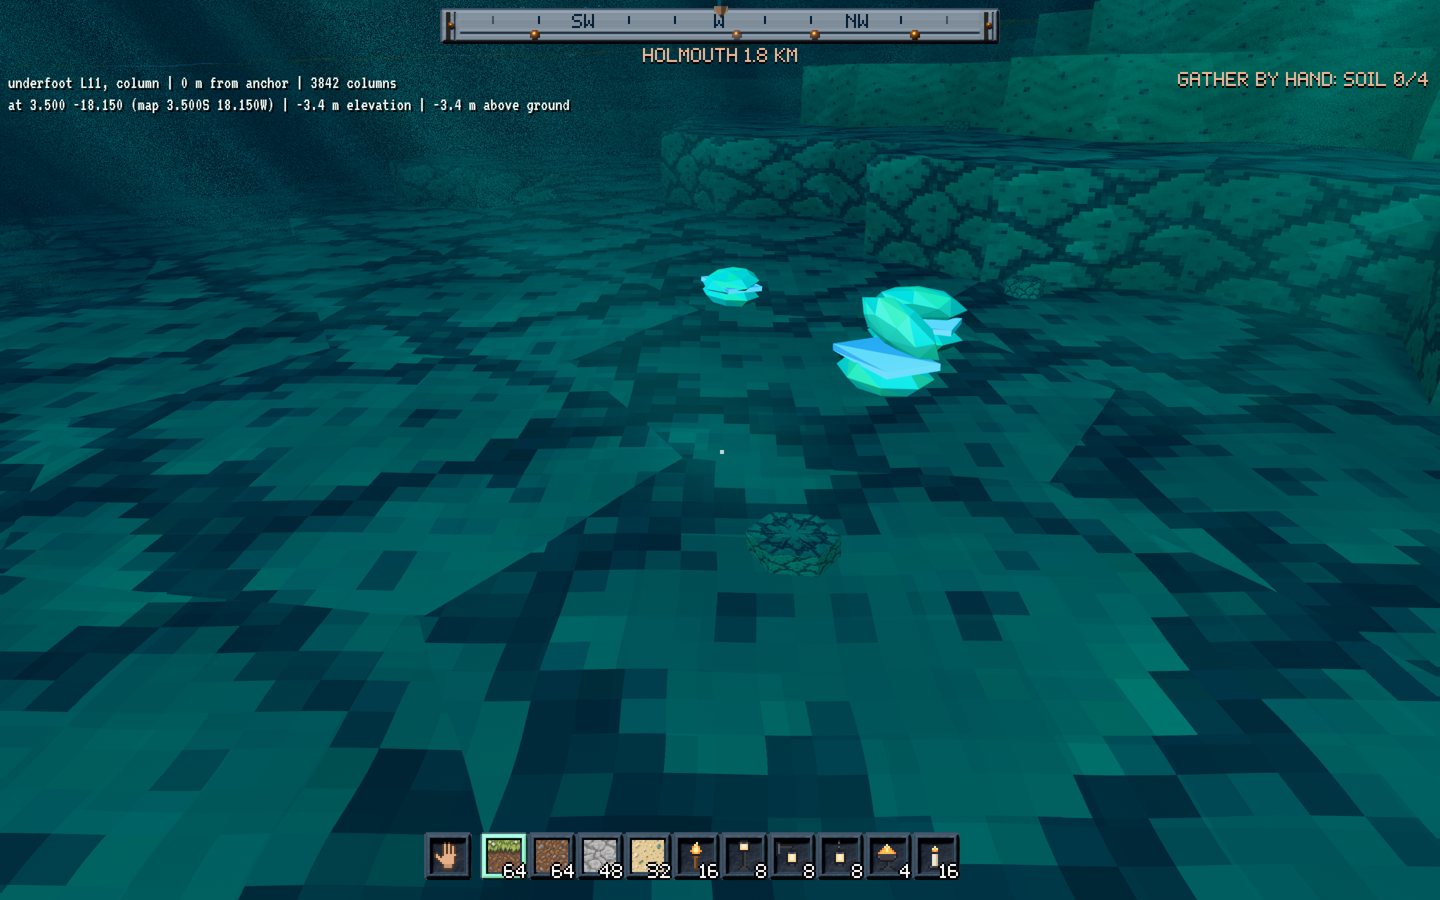 SW W NW
HOLMOUTH 1.8 KM
underfoot L11, column | 0 m from anchor | 3842 columns
at 3.500 -18.150 (map 3.500S 18.150W) | -3.4 m elevation | -3.4 m above ground
GATHER BY HAND: SOIL 0/4
64 64 48 32 16 8 8 8 4 16